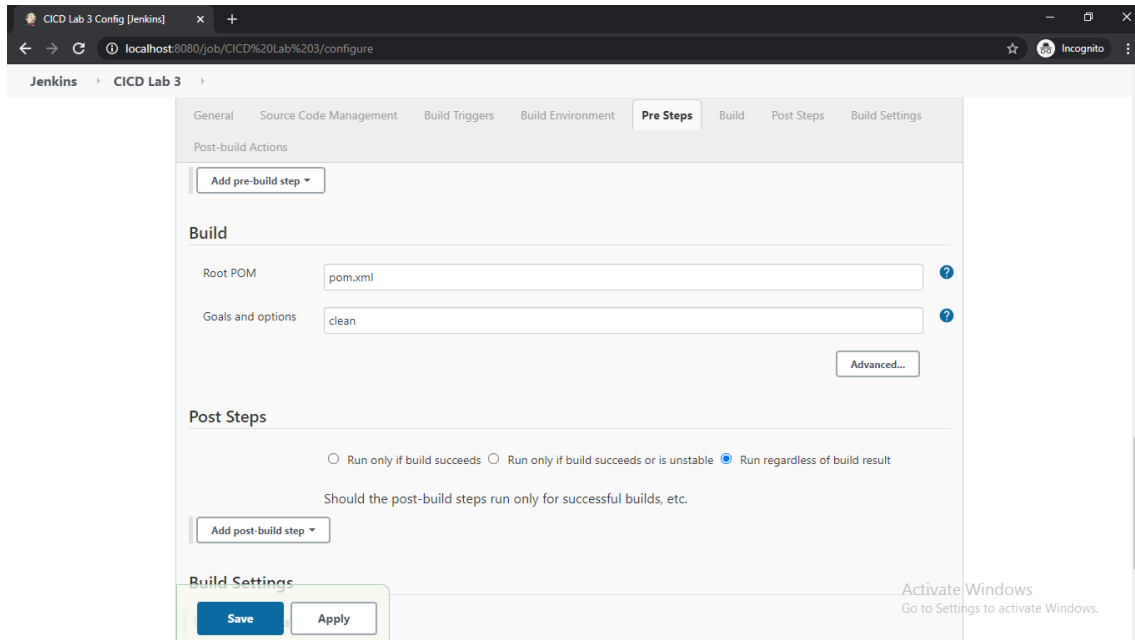 CICD Lab 3 Config [Jenkins]
localhost:8080/job/CICD%20Lab%203/configure
Incognito
Jenkins CICD Lab 3
General Source Code Management Build Triggers Build Environment Pre Steps Build Post Steps Build Settings
Post-build Actions
Add pre-build step
Build
Root POM pom.xml
Goals and options clean
Advanced...
Post Steps
Run only if build succeeds Run only if build succeeds or is unstable Run regardless of build result
Should the post-build steps run only for successful builds, etc.
Add post-build step
Build Settings
Activate Windows
Go to Settings to activate Windows.
Save Apply